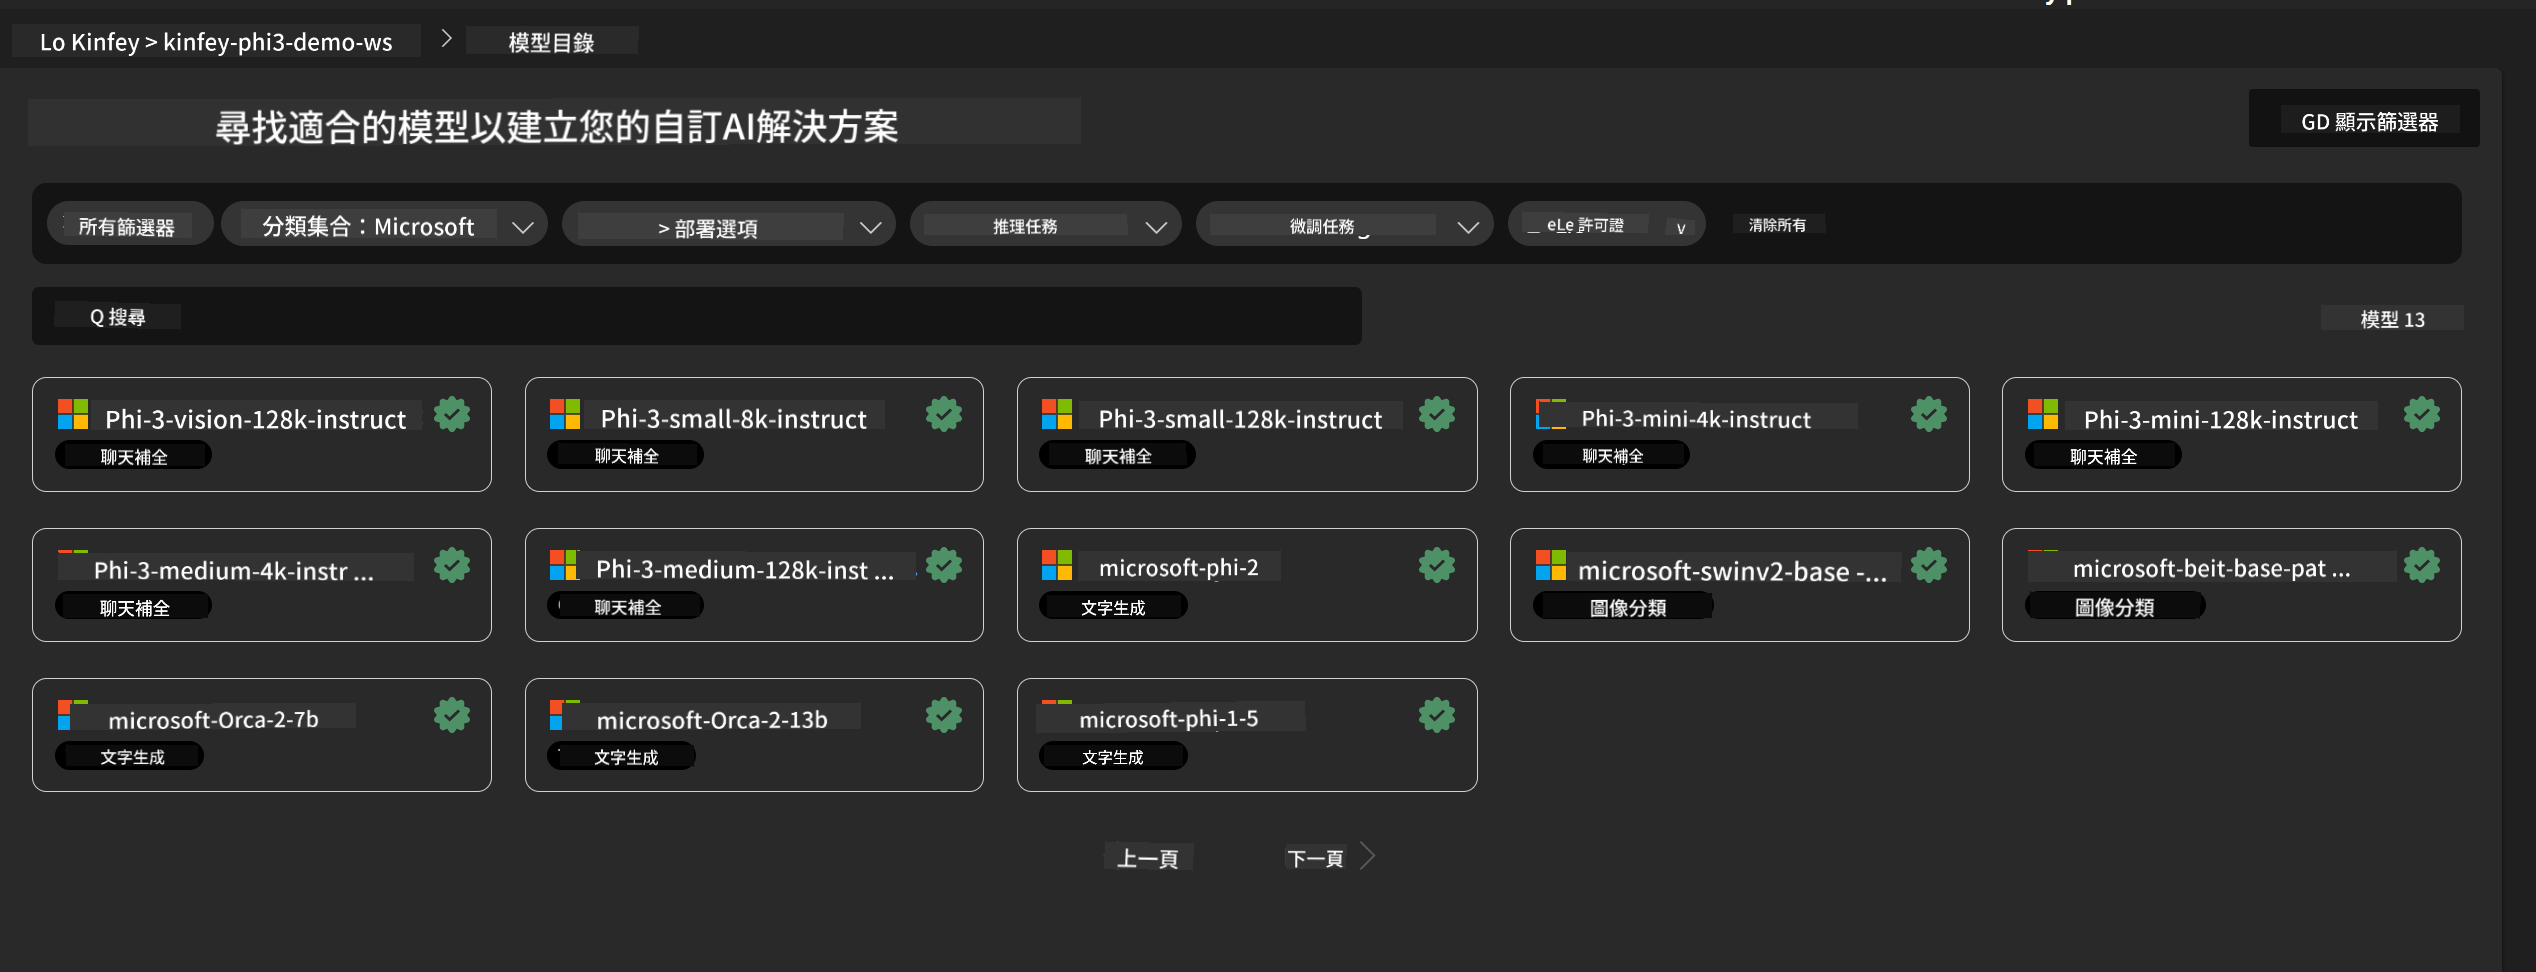 Lo Kinfey > kinfey-phi3-demo-ws > 模型目錄
尋找適合的模型以建立您的自訂AI解決方案
GD 顯示篩選器
所有篩選器 分類集合：Microsoft > 部署選項 推理任務 微調任務 eLe 許可證 v 清除所有
Q 搜尋
模型 13
Phi-3-vision-128k-instruct
聊天補全
Phi-3-small-8k-instruct
聊天補全
Phi-3-small-128k-instruct
聊天補全
Phi-3-mini-4k-instruct
聊天補全
Phi-3-mini-128k-instruct
聊天補全
Phi-3-medium-4k-instr ...
聊天補全
Phi-3-medium-128k-inst ...
聊天補全
microsoft-phi-2
文字生成
microsoft-swinv2-base -...
圖像分類
microsoft-beit-base-pat ...
圖像分類
microsoft-Orca-2-7b
文字生成
microsoft-Orca-2-13b
文字生成
microsoft-phi-1-5
文字生成
上一頁 下一頁